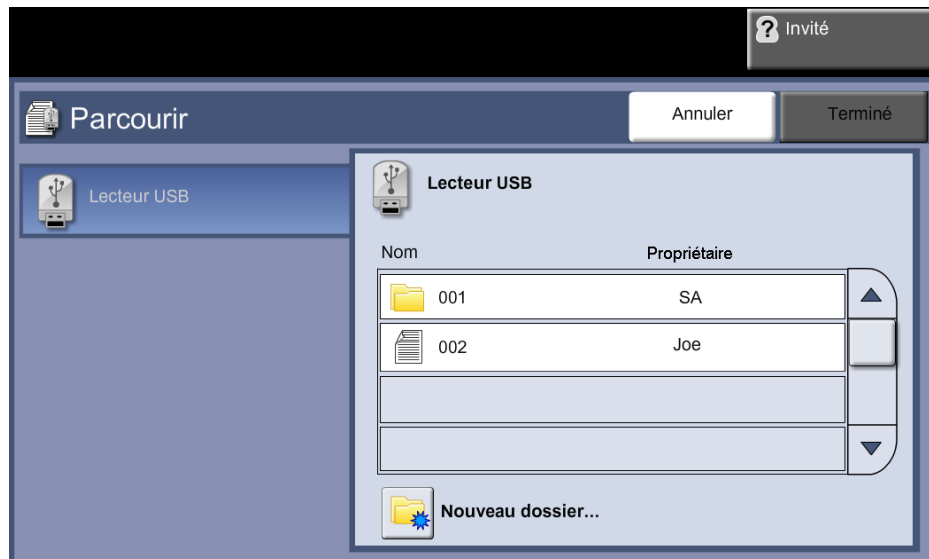 Invité
Parcourir
Annuler
Terminé
Lecteur USB
Lecteur USB
Nom Propriétaire
001 SA
002 Joe
Nouveau dossier...